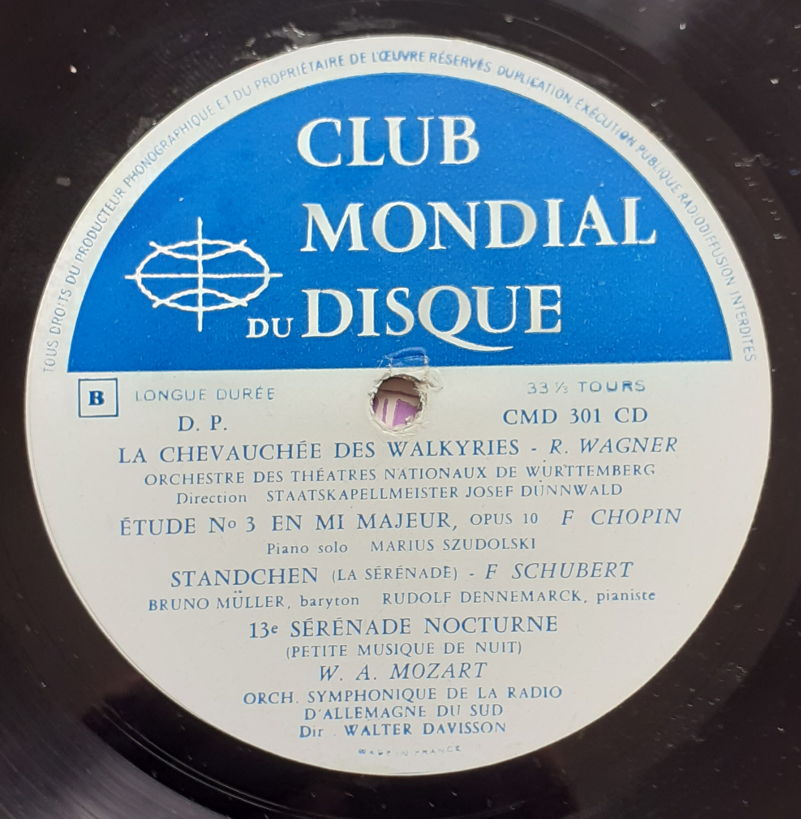 TOUS DROITS DU PRODUCTEUR PHONOGRAPHIQUE ET DU PROPRIÉTAIRE DE L'ŒUVRE RÉSERVÉS DUPLICATION EXÉCUTION PUBLIQUE RADIODIFFUSION INTERDITES
CLUB
MONDIAL
DU DISQUE
B LONGUE DURÉE 33 1/3 TOURS
D. P. CMD 301 CD
LA CHEVAUCHÉE DES WALKYRIES - R. WAGNER
ORCHESTRE DES THÉATRES NATIONAUX DE WÜRTTEMBERG
Direction STAATSKAPELLMEISTER JOSEF DÜNNWALD
ÉTUDE No 3 EN MI MAJEUR, OPUS 10 F CHOPIN
Piano solo MARIUS SZUDOLSKI
STANDCHEN (LA SÉRÉNADE) - F SCHUBERT
BRUNO MÜLLER, baryton RUDOLF DENNEMARCK, pianiste
13e SÉRÉNADE NOCTURNE
(PETITE MUSIQUE DE NUIT)
W. A. MOZART
ORCH. SYMPHONIQUE DE LA RADIO
D'ALLEMAGNE DU SUD
Dir . WALTER DAVISSON
MADE IN FRANCE